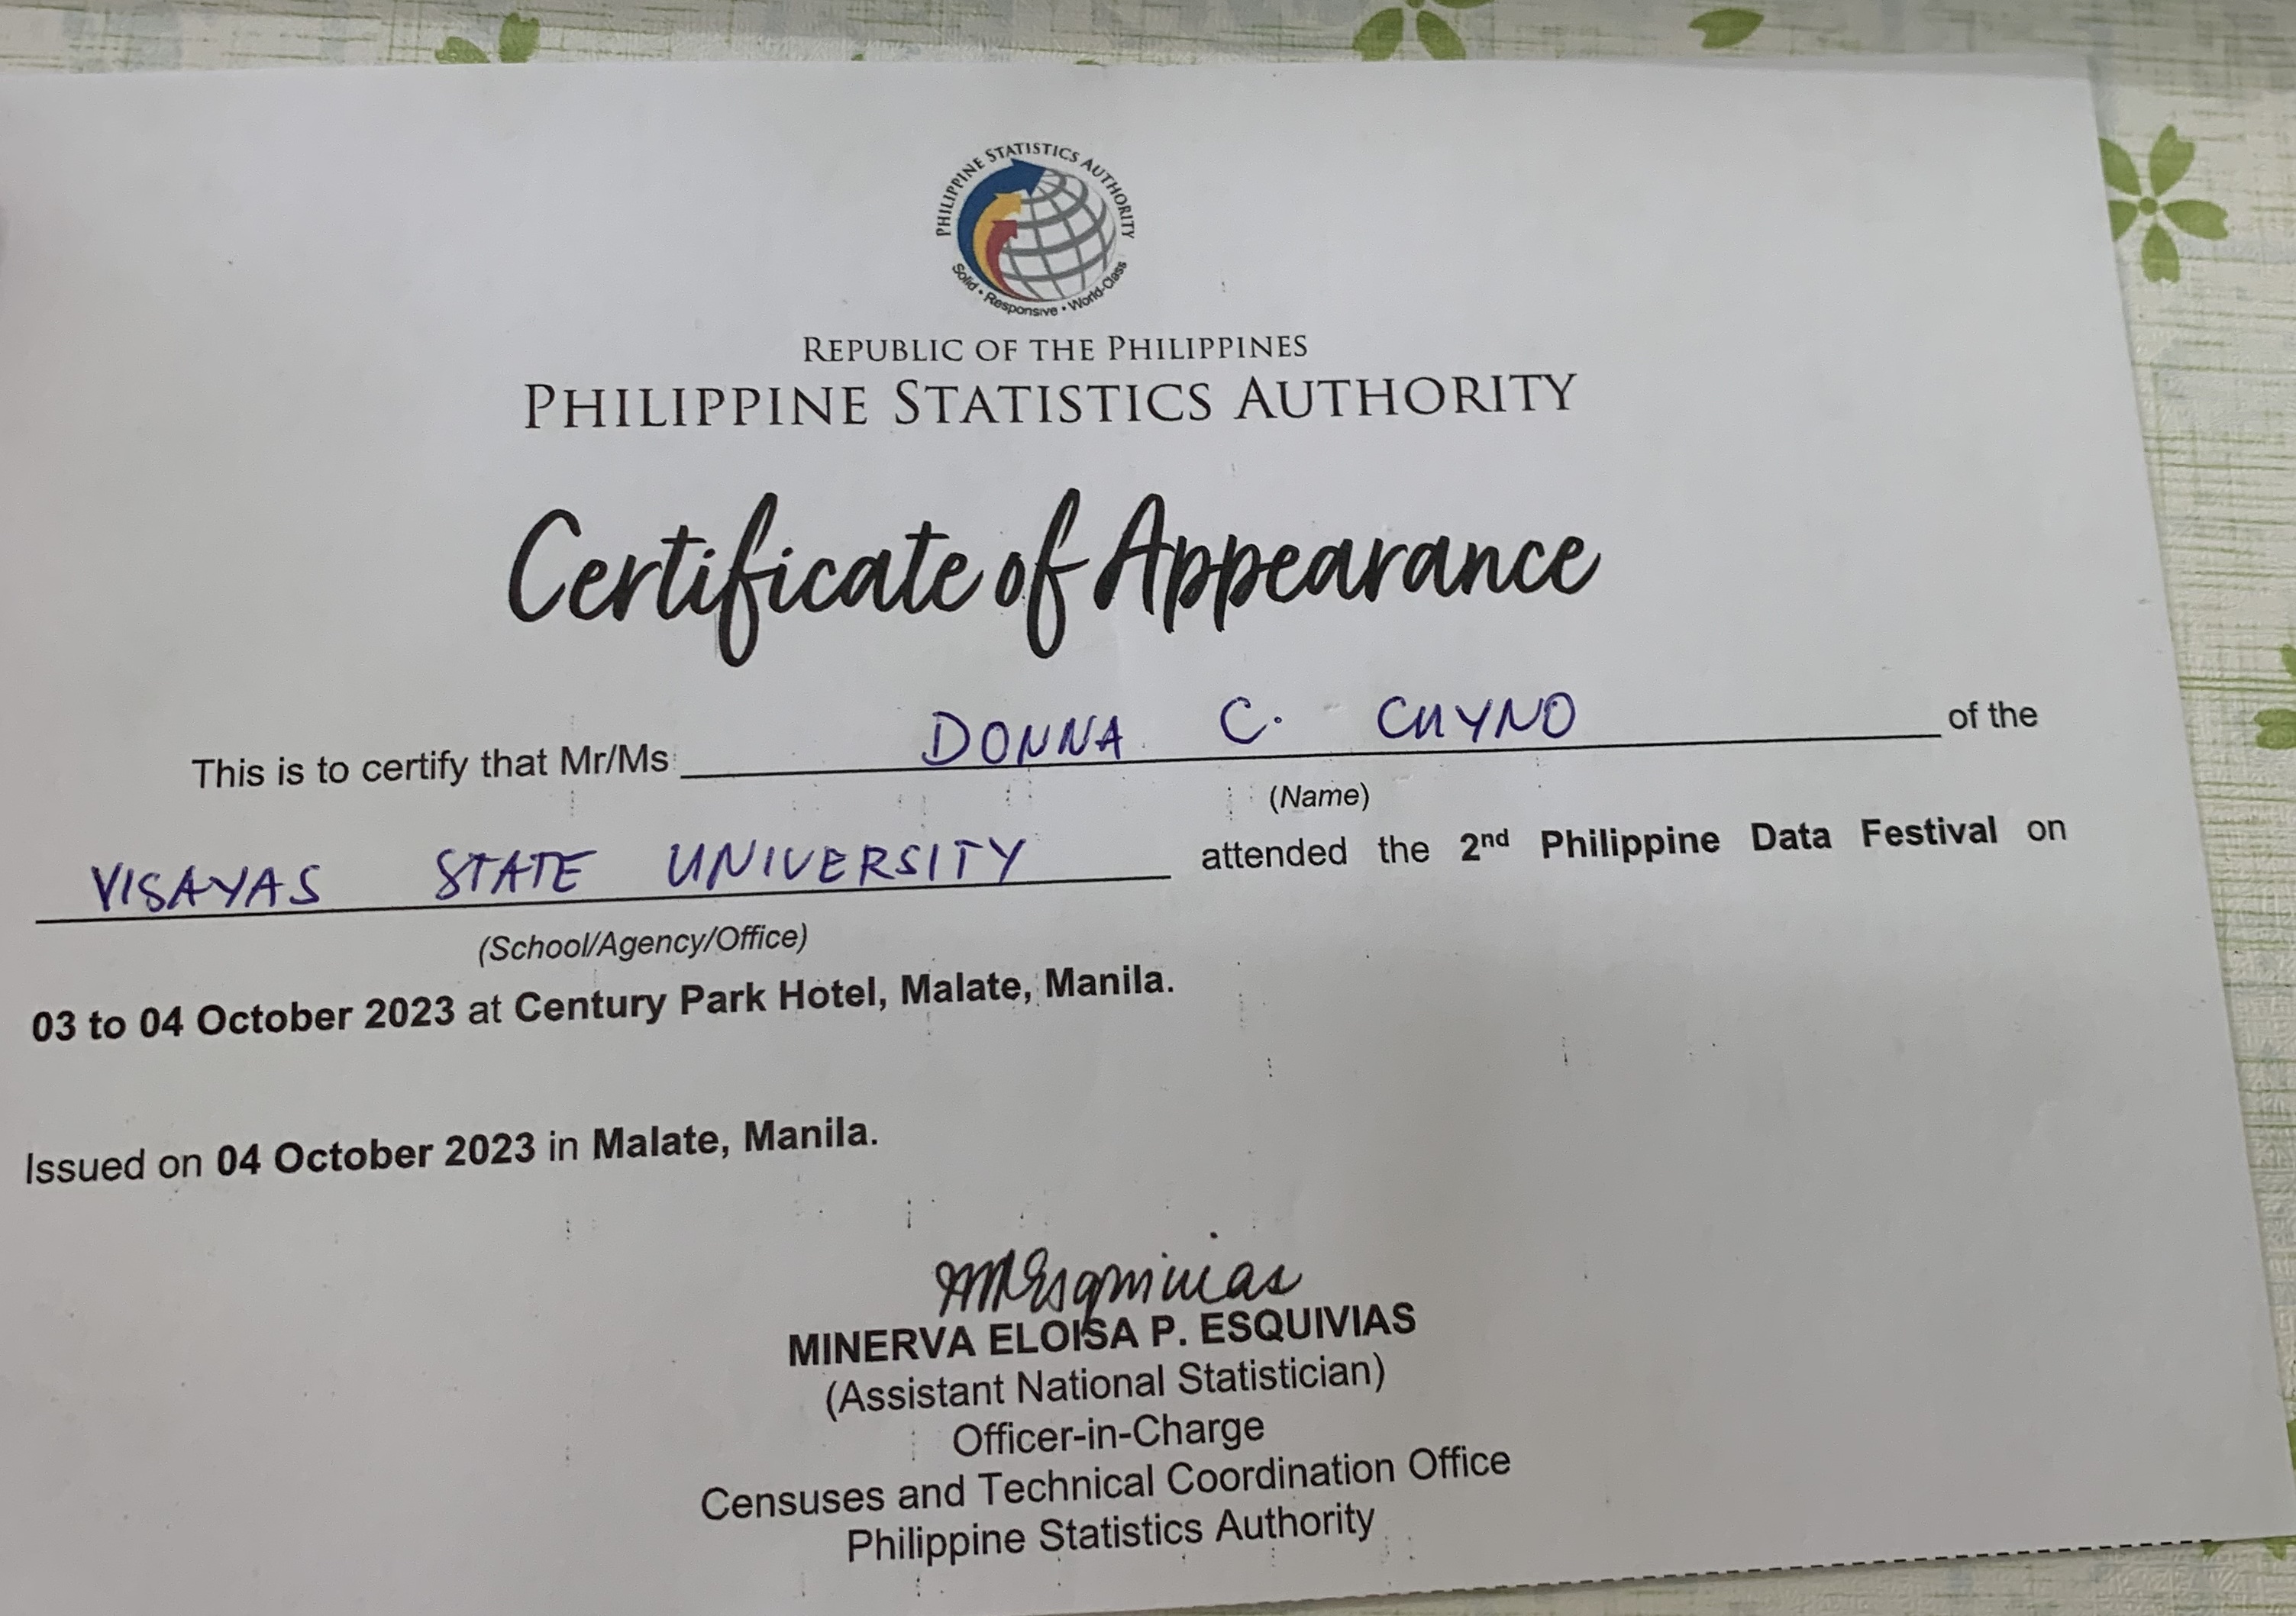 PHILIPPINE STATISTICS AUTHORITY
Solid • Responsive • World-Class
REPUBLIC OF THE PHILIPPINES
PHILIPPINE STATISTICS AUTHORITY
Certificate of Appearance
This is to certify that Mr/Ms DONNA C. CUYNO of the
(Name)
VISAYAS STATE UNIVERSITY attended the 2nd Philippine Data Festival on
(School/Agency/Office)
03 to 04 October 2023 at Century Park Hotel, Malate, Manila.
Issued on 04 October 2023 in Malate, Manila.
MMEsquivias
MINERVA ELOISA P. ESQUIVIAS
(Assistant National Statistician)
Officer-in-Charge
Censuses and Technical Coordination Office
Philippine Statistics Authority